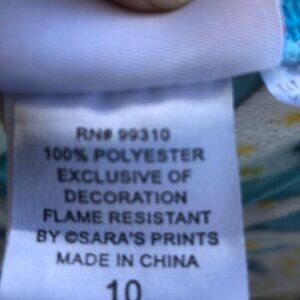 RN# 99310
100% POLYESTER
EXCLUSIVE OF
DECORATION
FLAME RESISTANT
BY ©SARA'S PRINTS
MADE IN CHINA
10